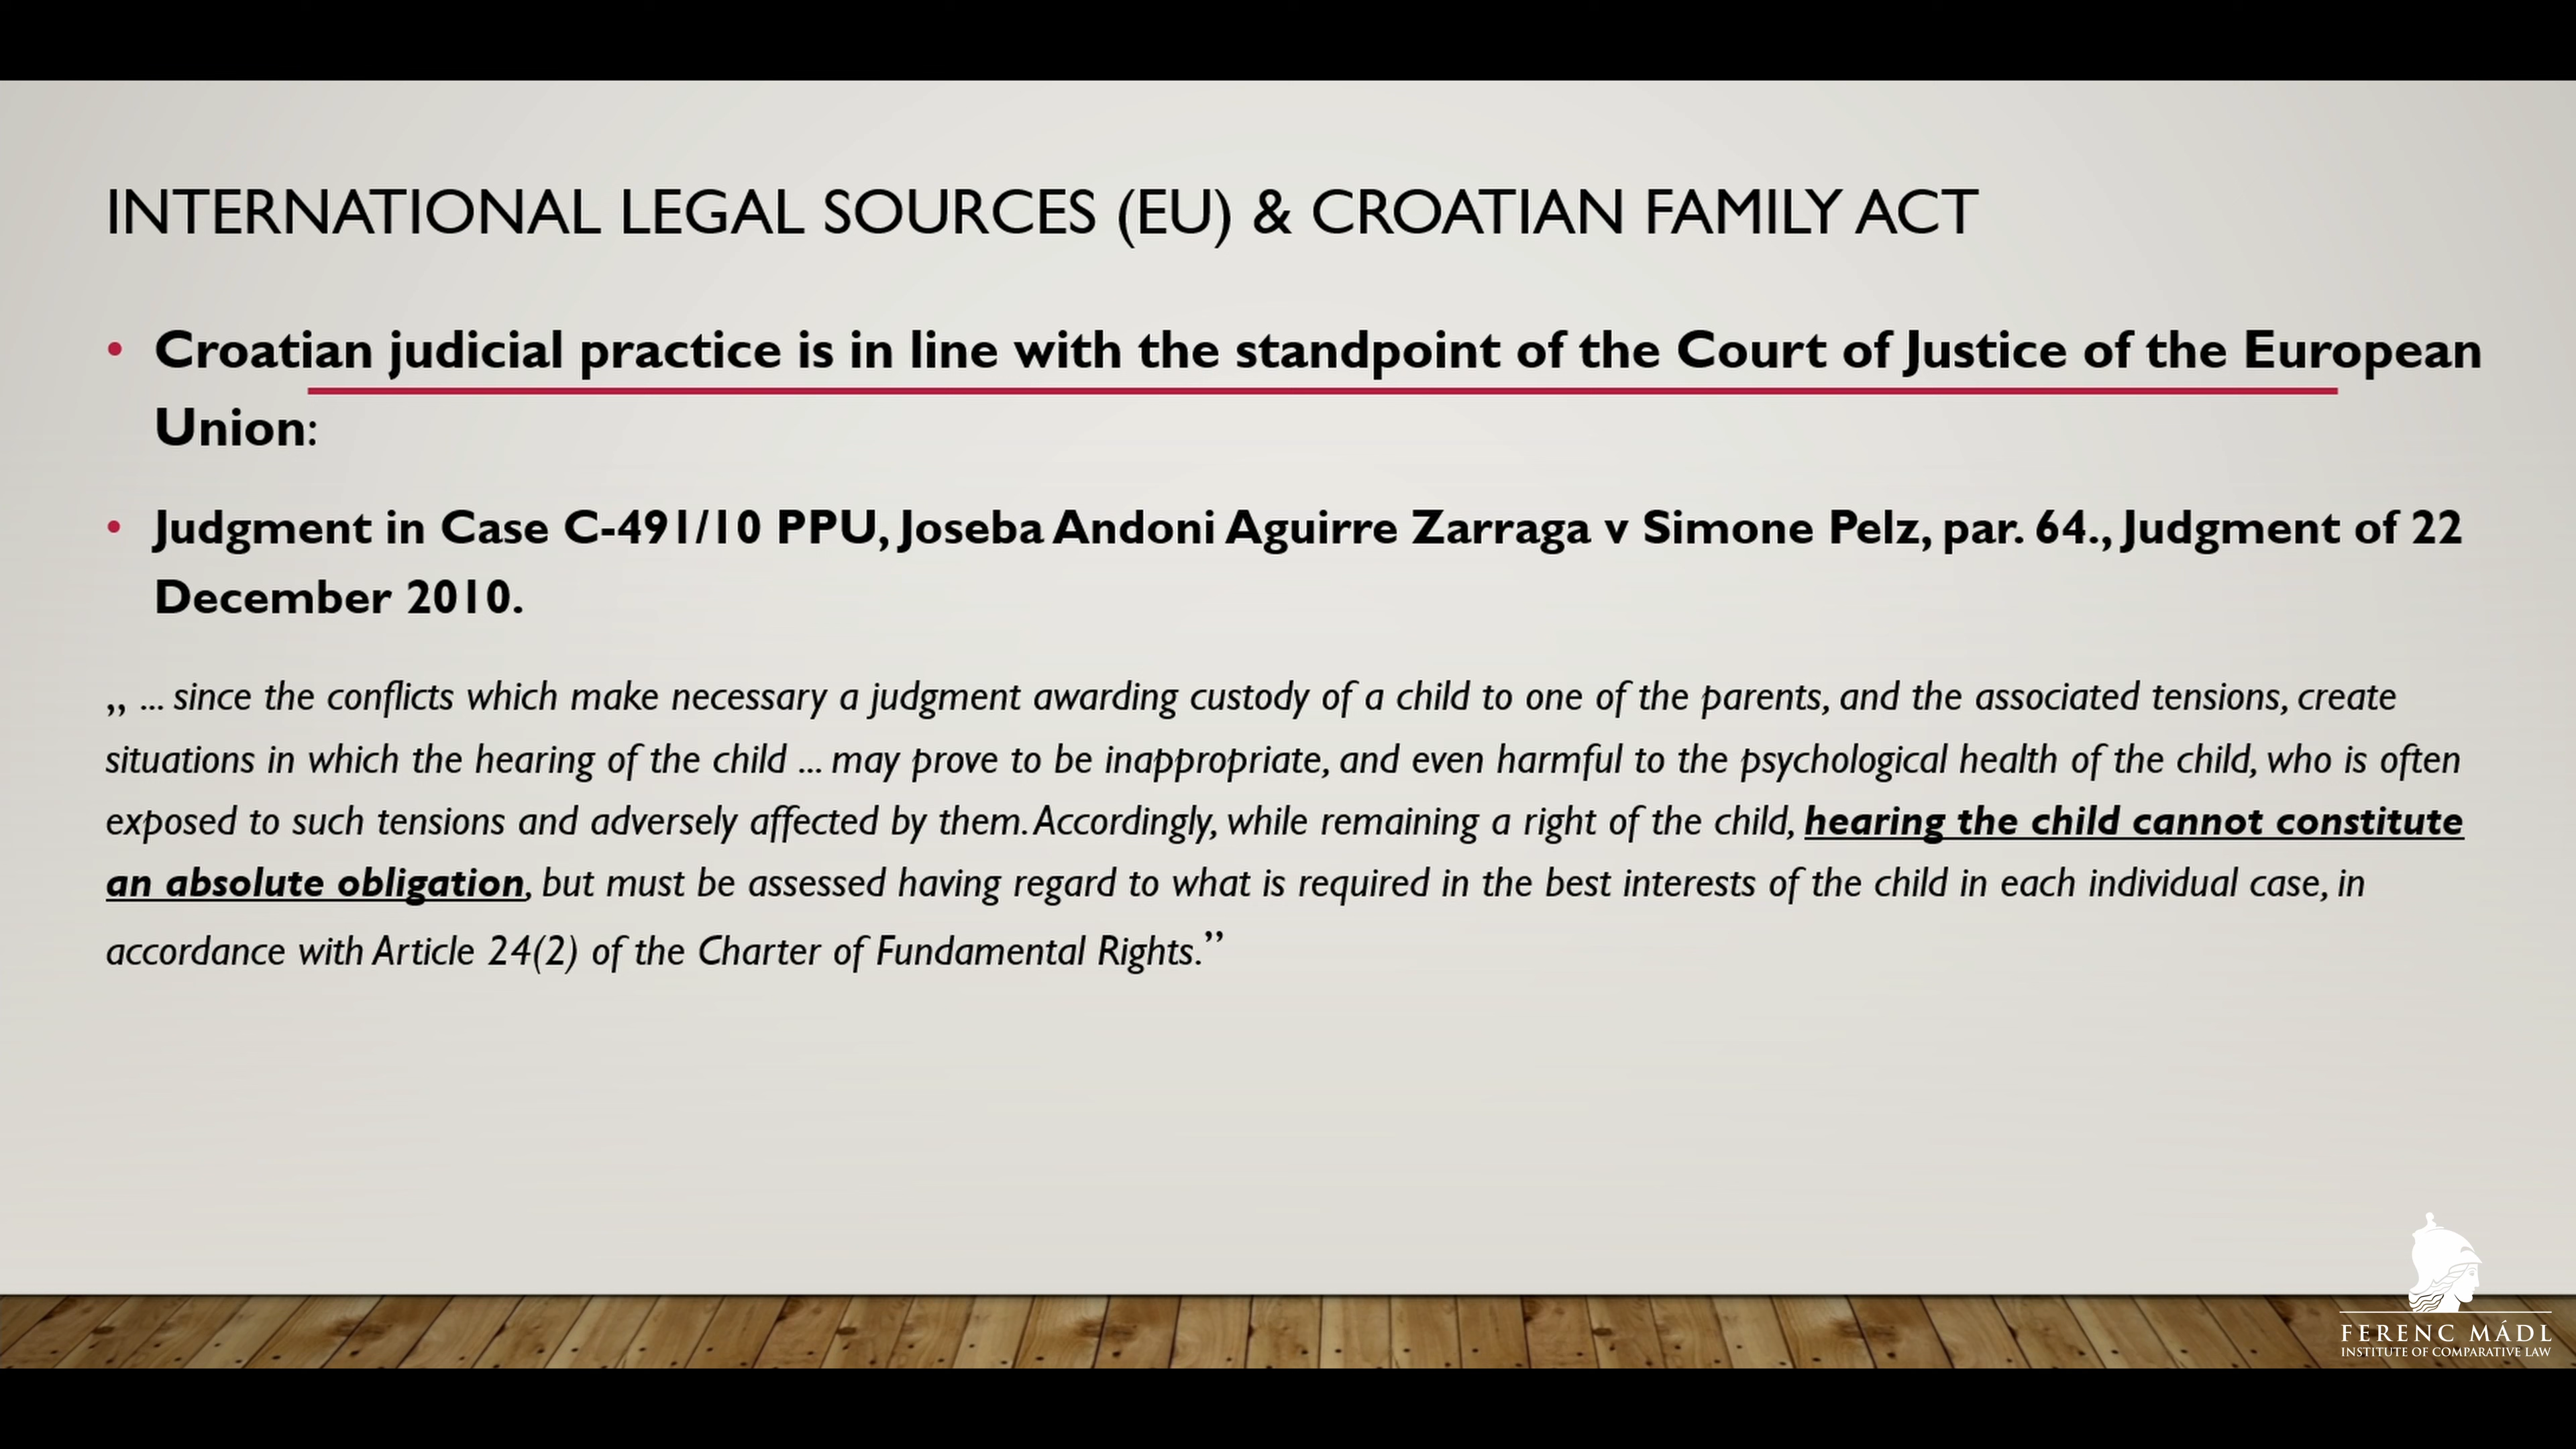 INTERNATIONAL LEGAL SOURCES (EU) & CROATIAN FAMILY ACT
• Croatian judicial practice is in line with the standpoint of the Court of Justice of the European
Union:
• Judgment in Case C-491/10 PPU, Joseba Andoni Aguirre Zarraga v Simone Pelz, par. 64., Judgment of 22
December 2010.
„ ... since the conflicts which make necessary a judgment awarding custody of a child to one of the parents, and the associated tensions, create
situations in which the hearing of the child ... may prove to be inappropriate, and even harmful to the psychological health of the child, who is often
exposed to such tensions and adversely affected by them. Accordingly, while remaining a right of the child, hearing the child cannot constitute
an absolute obligation, but must be assessed having regard to what is required in the best interests of the child in each individual case, in
accordance with Article 24(2) of the Charter of Fundamental Rights.”
FERENC MÁDL
INSTITUTE OF COMPARATIVE LAW